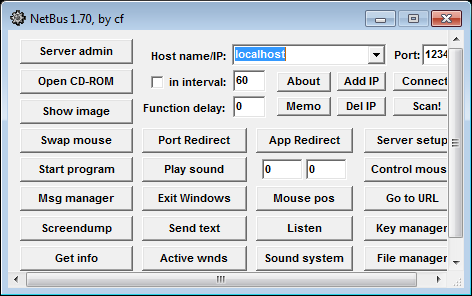 NetBus 1.70, by cf
Server admin
Host name/IP: localhost Port: 1234
Open CD-ROM
in interval: 60 About Add IP Connect
Show image
Function delay: 0 Memo Del IP Scan!
Swap mouse Port Redirect App Redirect Server setup
Start program Play sound 0 0 Control mouse
Msg manager Exit Windows Mouse pos Go to URL
Screendump Send text Listen Key manager
Get info Active wnds Sound system File manager